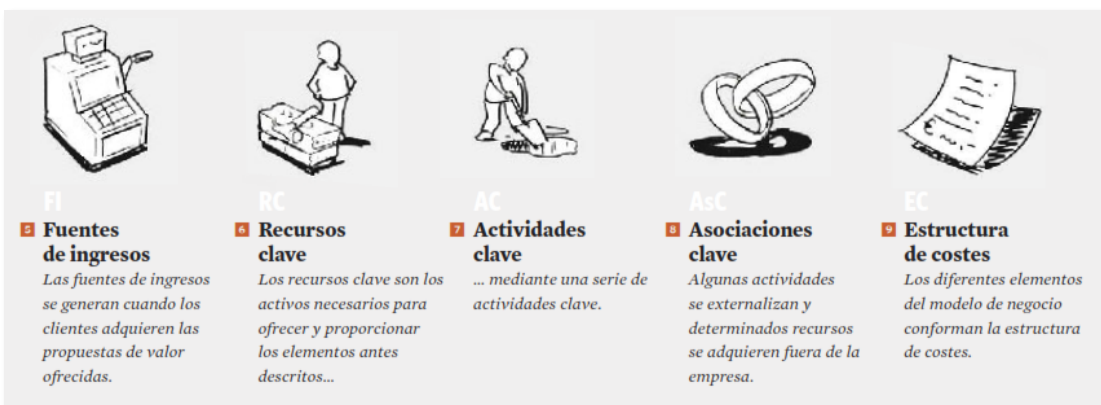 FI
5 Fuentes
de ingresos
Las fuentes de ingresos
se generan cuando los
clientes adquieren las
propuestas de valor
ofrecidas.
RC
6 Recursos
clave
Los recursos clave son los
activos necesarios para
ofrecer y proporcionar
los elementos antes
descritos...
AC
7 Actividades
clave
... mediante una serie de
actividades clave.
AsC
8 Asociaciones
clave
Algunas actividades
se externalizan y
determinados recursos
se adquieren fuera de la
empresa.
EC
9 Estructura
de costes
Los diferentes elementos
del modelo de negocio
conforman la estructura
de costes.